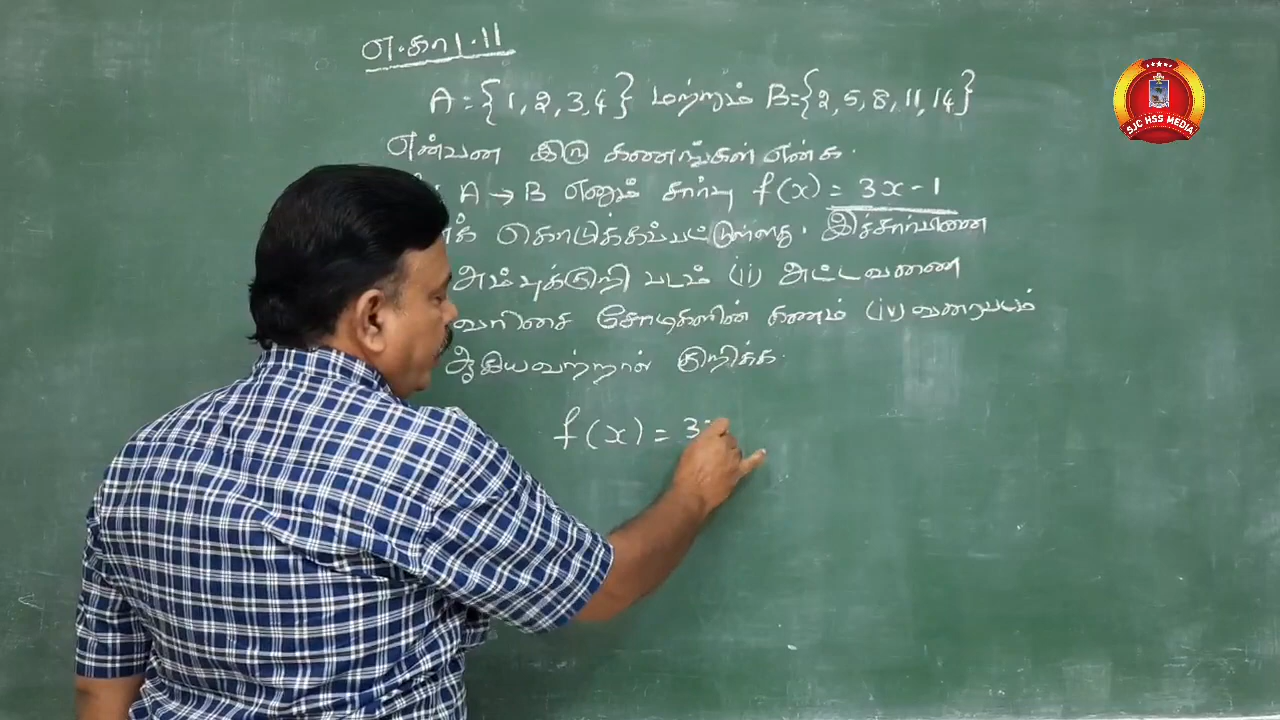 எ.கா 1.11
A = {1, 2, 3, 4} மற்றும் B = {2, 5, 8, 11, 14}
என்பன இரு கணங்கள் என்க.
: A → B எனும் சார்பு f(x) = 3x - 1
கொடுக்கப்பட்டுள்ளது. இச்சார்பினை
அம்புக்குறி படம் (ii) அட்டவணை
வரிசை சோடிகளின் கணம் (iv) வரைபடம்
ஆகியவற்றால் குறிக்க.
f(x) = 3
SJC HSS MEDIA